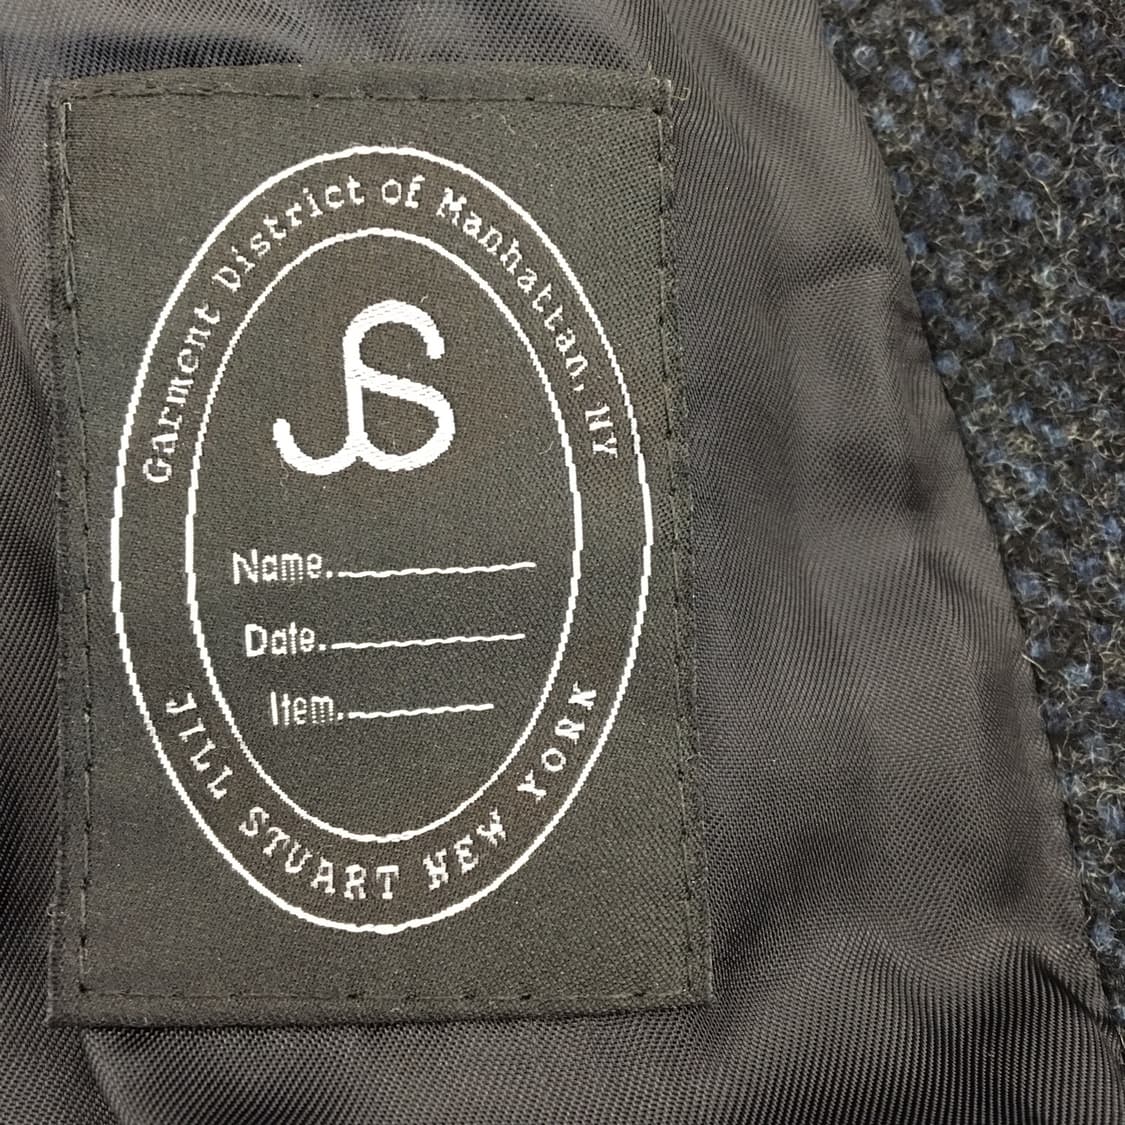 Garment District of Manhattan, NY
JS
Name.
Date.
Item.
JILL STUART NEW YORK